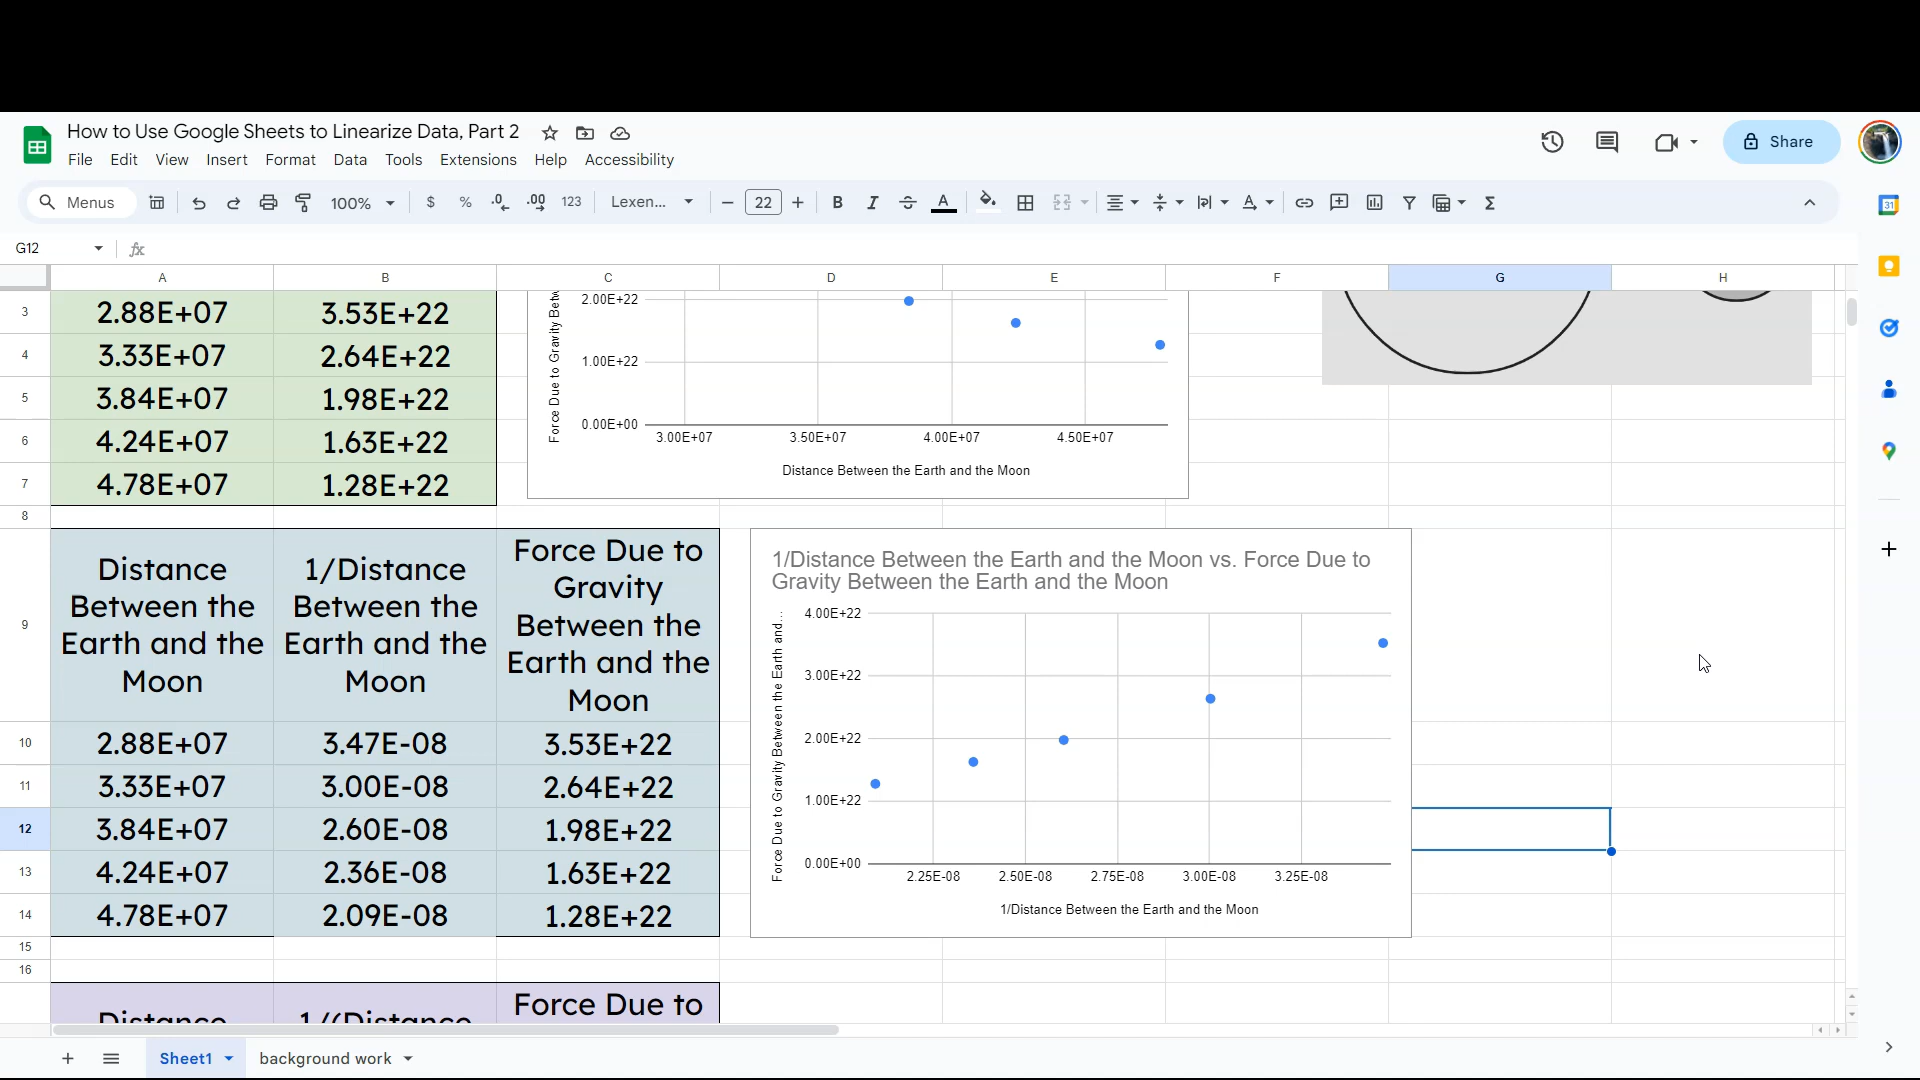 How to Use Google Sheets to Linearize Data, Part 2
File Edit View Insert Format Data Tools Extensions Help Accessibility
Share
Menus
100%
$ % .0 .00 123
Lexen...
22
B I
G12
fx
A B C D E F G H
3 2.88E+07 3.53E+22
4 3.33E+07 2.64E+22
5 3.84E+07 1.98E+22
6 4.24E+07 1.63E+22
7 4.78E+07 1.28E+22
8
2.00E+22
1.00E+22
0.00E+00
3.00E+07 3.50E+07 4.00E+07 4.50E+07
Force Due to Gravity
Distance Between the Earth and the Moon
9
Distance
Between the
Earth and the
Moon
1/Distance
Between the
Earth and the
Moon
Force Due to
Gravity
Between the
Earth and the
Moon
10 2.88E+07 3.47E-08 3.53E+22
11 3.33E+07 3.00E-08 2.64E+22
12 3.84E+07 2.60E-08 1.98E+22
13 4.24E+07 2.36E-08 1.63E+22
14 4.78E+07 2.09E-08 1.28E+22
15
16
1/Distance Between the Earth and the Moon vs. Force Due to
Gravity Between the Earth and the Moon
4.00E+22
3.00E+22
2.00E+22
1.00E+22
0.00E+00
2.25E-08 2.50E-08 2.75E-08 3.00E-08 3.25E-08
Force Due to Gravity Between the Earth and...
1/Distance Between the Earth and the Moon
Distance
1/(Distance
Force Due to
Sheet1
background work
31